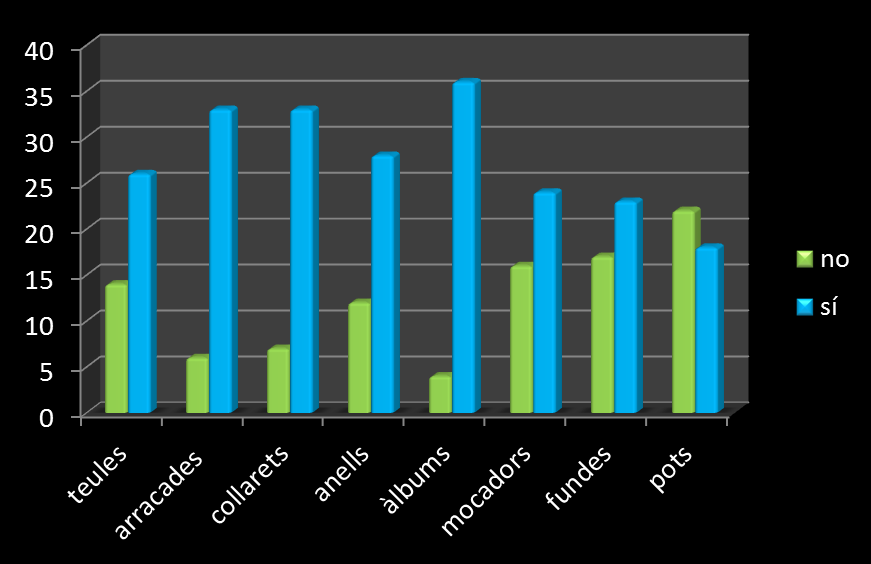 40
35
30
25
20
15
10
5
0
teules
arracades
collarets
anells
àlbums
mocadors
fundes
pots
no
sí